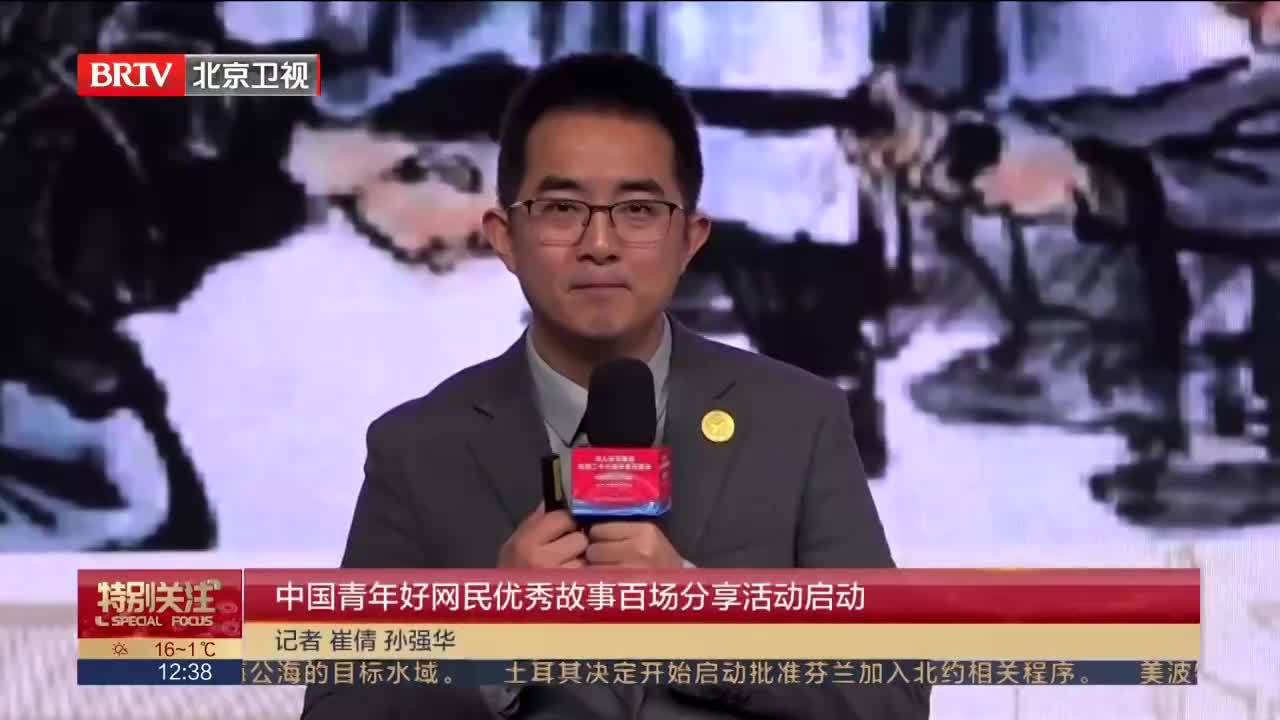 BRTV 北京卫视
特别关注
SPECIAL FOCUS
中国青年好网民优秀故事百场分享活动启动
记者 崔倩 孙强华
16~1℃
12:38
公海的目标水域。 土耳其决定开始启动批准芬兰加入北约相关程序。 美波